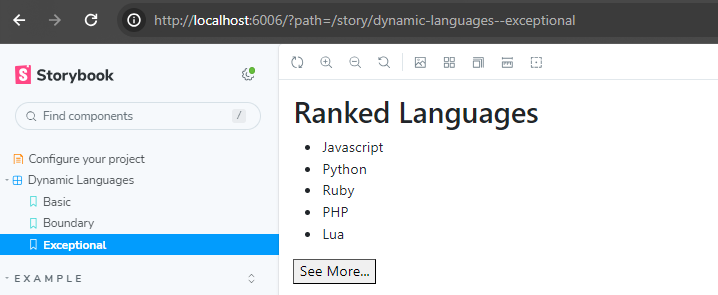 http://localhost:6006/?path=/story/dynamic-languages--exceptional
Storybook
Find components
/
Configure your project
Dynamic Languages
Basic
Boundary
Exceptional
EXAMPLE
Ranked Languages
Javascript
Python
Ruby
PHP
Lua
See More...